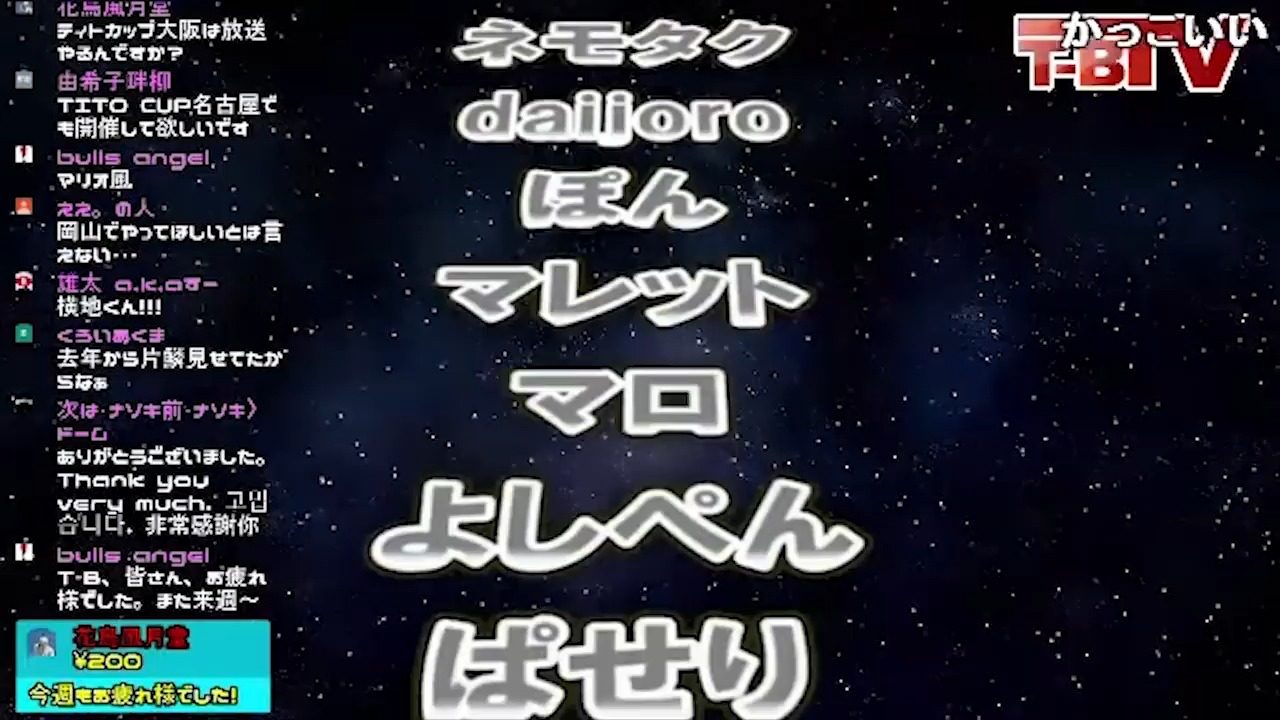 花鳥風月堂
ティトカップ大阪は放送
やるんですか？
由希子畔柳
TITO CUP名古屋で
も開催して欲しいです
bulls angel
マリオ風
ええ。の人
岡山でやってほしいとは言
えない…
雄太 a.k.aすー
横地くん!!!
くろいあくま
去年から片鱗見せてたか
らなぁ
次は-ナゾキ前-ナゾキ〉
ドーム
ありがとうございました。
Thank you
very much. 고맙
습니다. 非常感謝你
bulls angel
T-B、皆さん、お疲れ
様でした。また来週〜
花鳥風月堂
¥200
今週もお疲れ様でした!
ネモタク
daijoro
ぽん
マレット
マロ
よしぺん
ぱせり
かっこいい
T-BTV